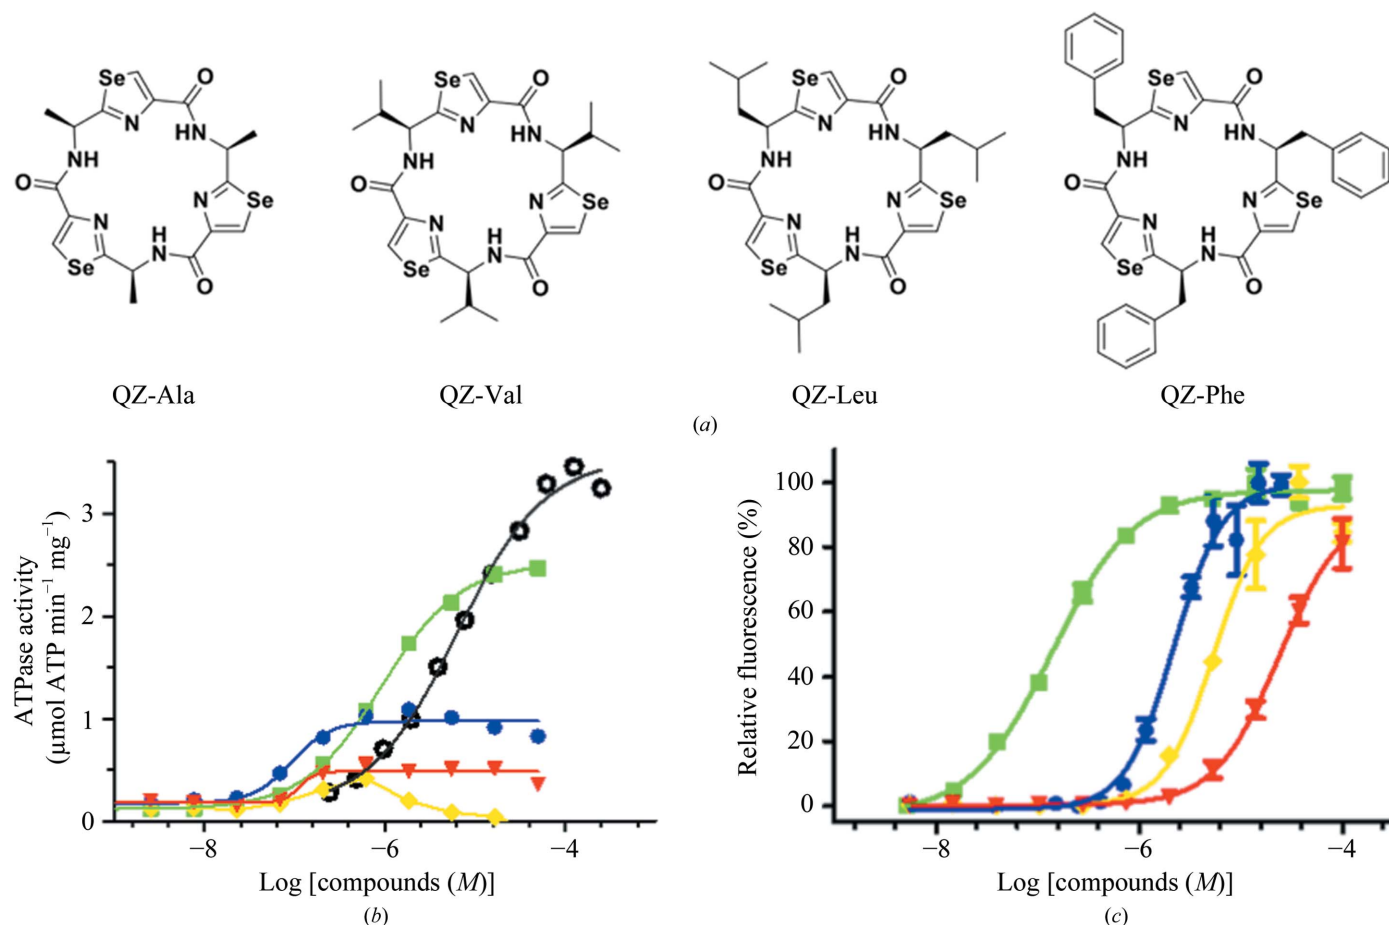 Se O Se O Se O Se O
N HN N HN N HN N HN
NH NH NH NH
O N N Se O N N Se O N N Se O N N Se
Se H N O Se H N O Se H N O Se H N O
QZ-Ala QZ-Val QZ-Leu QZ-Phe
(a)
ATPase activity
(μmol ATP min−1 mg−1)
3
2
1
0
−8 −6 −4
Log [compounds (M)]
(b)
Relative fluorescence (%)
100
80
60
40
20
0
−8 −6 −4
Log [compounds (M)]
(c)